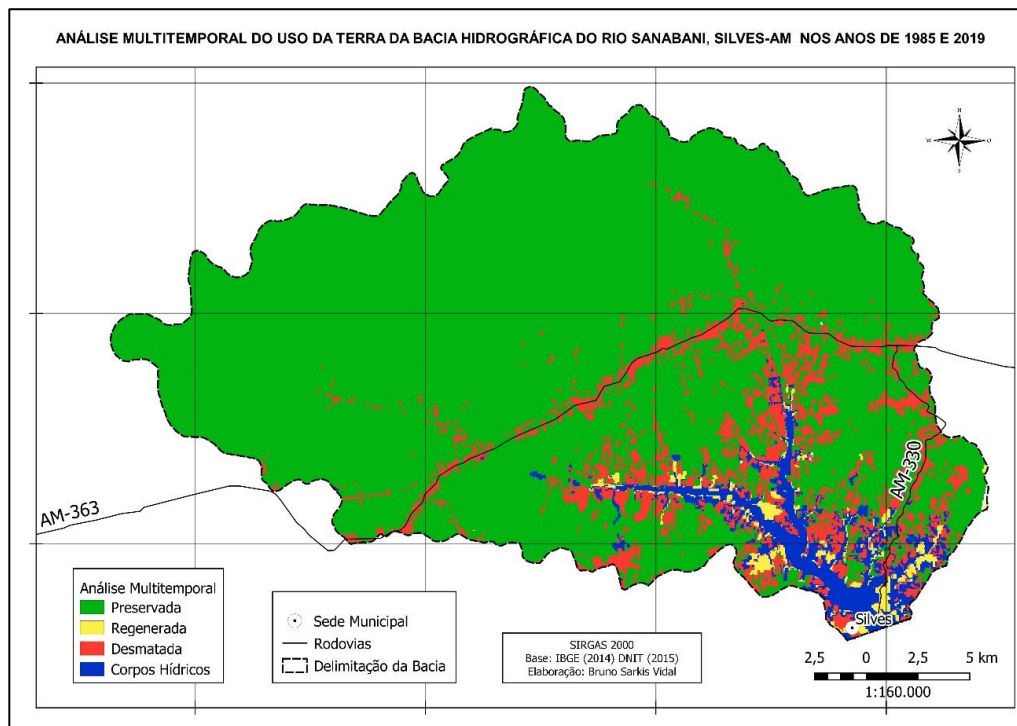 ANÁLISE MULTITEMPORAL DO USO DA TERRA DA BACIA HIDROGRÁFICA DO RIO SANABANI, SILVES-AM NOS ANOS DE 1985 E 2019
N
O
S
AM-363
AM-330
Silves
Análise Multitemporal
Preservada
Regenerada
Desmatada
Corpos Hídricos
Sede Municipal
Rodovias
Delimitação da Bacia
SIRGAS 2000
Base: IBGE (2014) DNIT (2015)
Elaboração: Bruno Sarkis Vidal
2,5 0 2,5 5 km
1:160.000